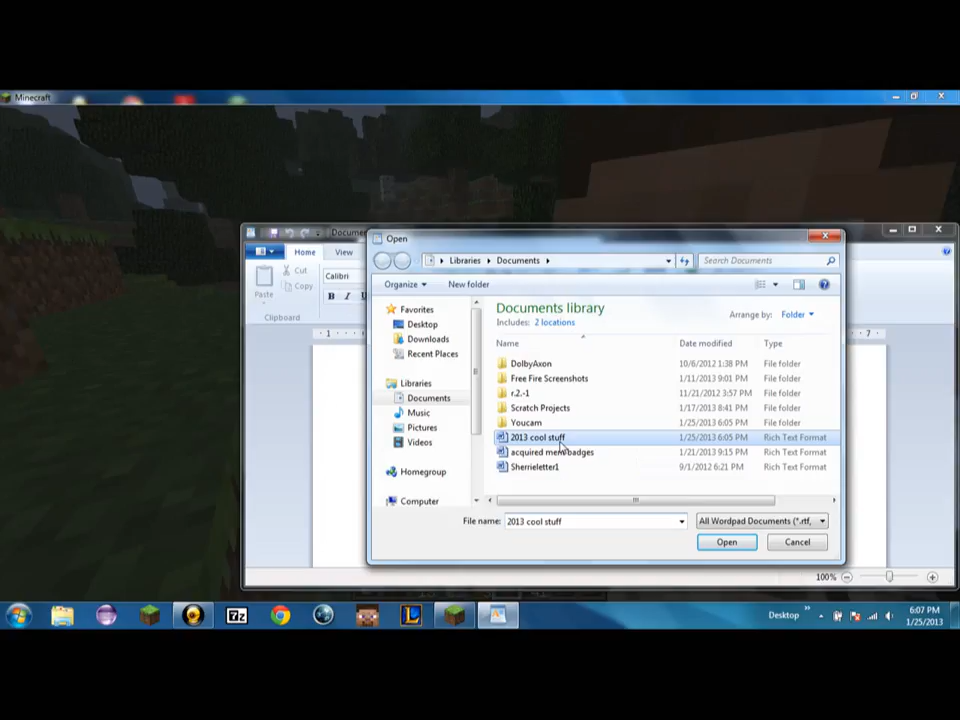 Minecraft
Docume
Open
Home View
Libraries Documents Search Documents
Cut
Copy
Paste
Calibri
B I U
Clipboard
Organize New folder
Favorites
Desktop
Downloads
Recent Places
Libraries
Documents
Music
Pictures
Videos
Homegroup
Computer
Documents library
Includes: 2 locations
Arrange by: Folder
Name Date modified Type
DolbyAxon 10/6/2012 1:38 PM File folder
Free Fire Screenshots 1/11/2013 9:01 PM File folder
r.2.-1 11/21/2012 3:57 PM File folder
Scratch Projects 1/17/2013 8:41 PM File folder
Youcam 1/25/2013 6:05 PM File folder
2013 cool stuff 1/25/2013 6:05 PM Rich Text Format
acquired merit badges 1/21/2013 9:15 PM Rich Text Format
Sherrieletter1 9/1/2012 6:21 PM Rich Text Format
File name: 2013 cool stuff All Wordpad Documents (*.rtf,
Open Cancel
1 7
100%
7z L Desktop 6:07 PM
1/25/2013